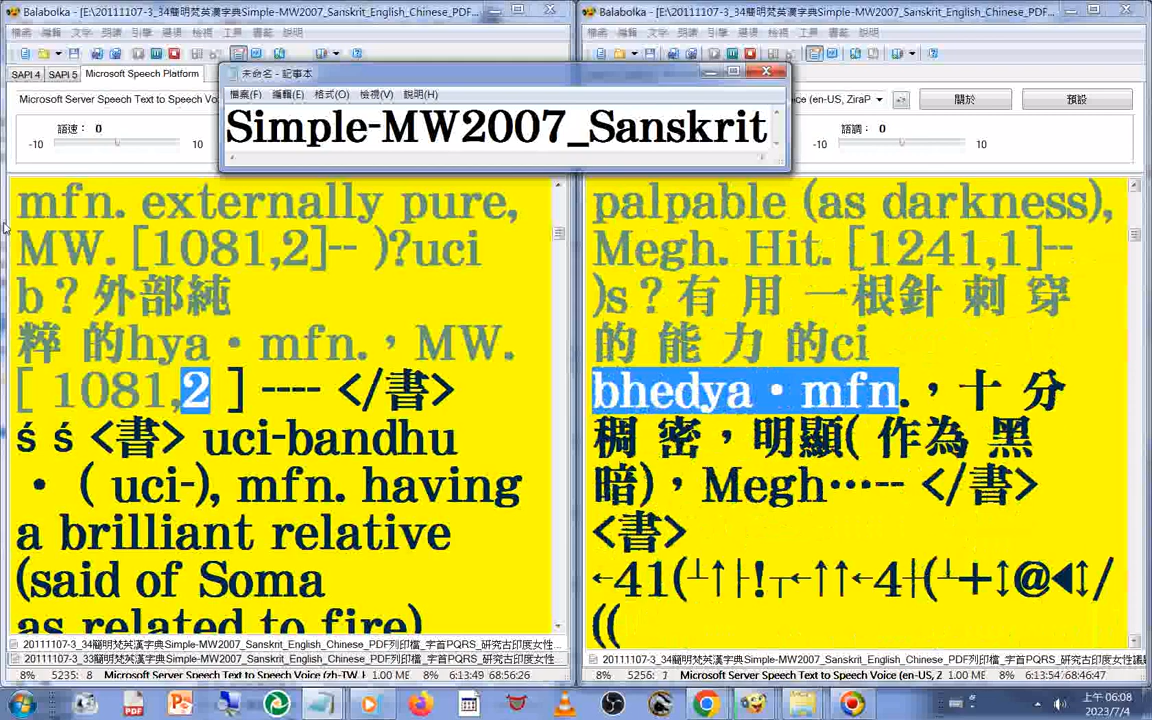 Balabolka - [E:\20111107-3_34簡明梵英漢字典Simple-MW2007_Sanskrit_English_Chinese_PDF...
Balabolka - [E:\20111107-3_34簡明梵英漢字典Simple-MW2007_Sanskrit_English_Chinese_PDF...
SAPI 4 SAPI 5 Microsoft Speech Platform
Microsoft Server Speech Text to Speech Vo
語速: 0
-10 10
未命名 - 記事本
檔案(F) 編輯(E) 格式(O) 檢視(V) 說明(H)
Simple-MW2007_Sanskrit
ce (en-US, ZiraP
關於
預設
語調: 0
-10 10
mfn. externally pure,
MW. [1081,2]-- )?uci
b？外部純
粹 的hya·mfn.，MW.
[ 1081,2 ] ---- </書>
ś ś <書> uci-bandhu
· ( uci-), mfn. having
a brilliant relative
(said of Soma
as related to fire)
palpable (as darkness),
Megh. Hit. [1241,1]--
)s？有 用 一根針 刺 穿
的 能 力 的ci
bhedya·mfn.，十 分
稠 密，明顯( 作為 黑
暗)，Megh…-- </書>
<書>
←41(┴↑├!┬←↑↑←4┼(┴+↕@◀↕/
((
20111107-3_34簡明梵英漢字典Simple-MW2007_Sanskrit_English_Chinese_PDF列印檔_字首PQRS_研究古印度女性...
20111107-3_33簡明梵英漢字典Simple-MW2007_Sanskrit_English_Chinese_PDF列印檔_字首PQRS_研究古印度女性...
8% 5235: 8 Microsoft Server Speech Text to Speech Voice (zh-TW, H 1.00 ME 8% 6:13:49 68:56:26
20111107-3_34簡明梵英漢字典Simple-MW2007_Sanskrit_English_Chinese_PDF列印檔_字首PQRS_研究古印度女性議
8% 5256: Microsoft Server Speech Text to Speech Voice (en-US, Z 1.00 ME 8% 6:13:54 68:46:47
上午 06:08
2023/7/4